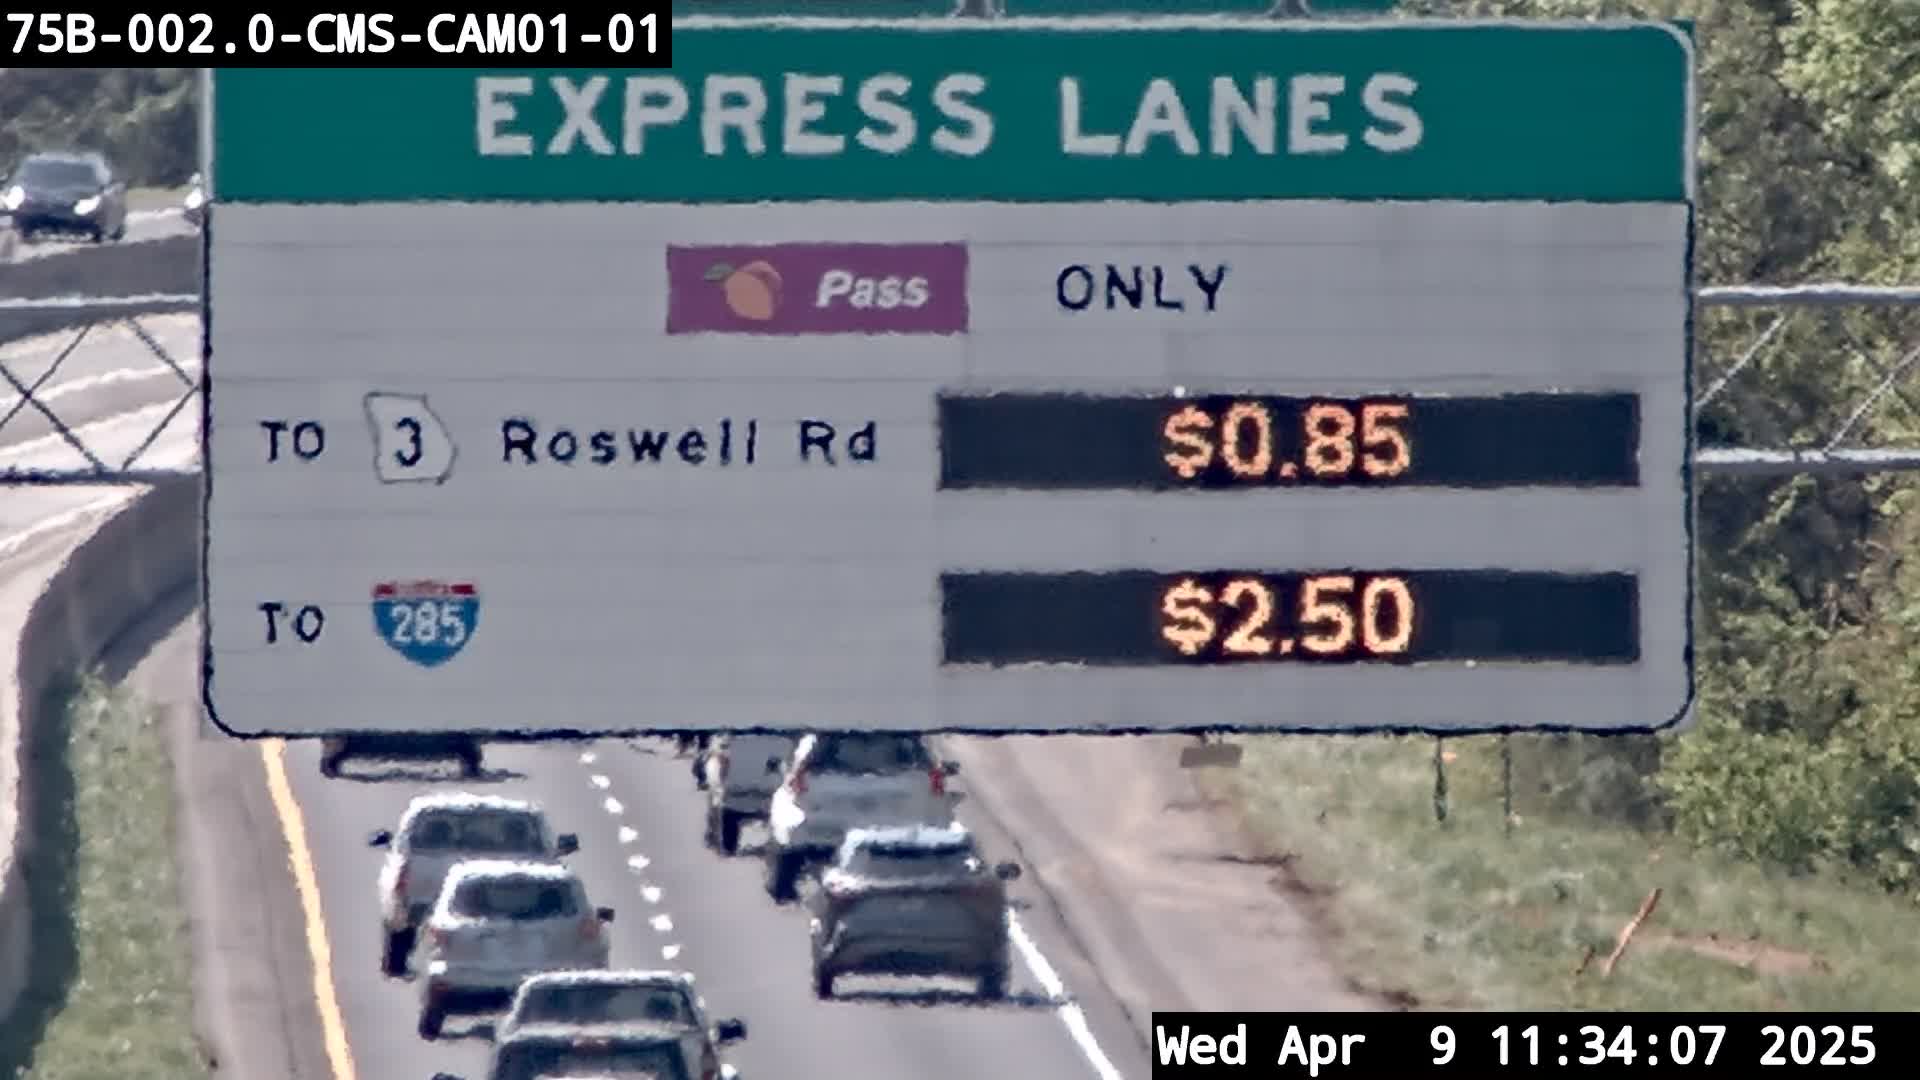 75B-002.0-CMS-CAM01-01
EXPRESS LANES
Pass ONLY
TO 3 Roswell Rd $0.85
TO 285 $2.50
Wed Apr 9 11:34:07 2025